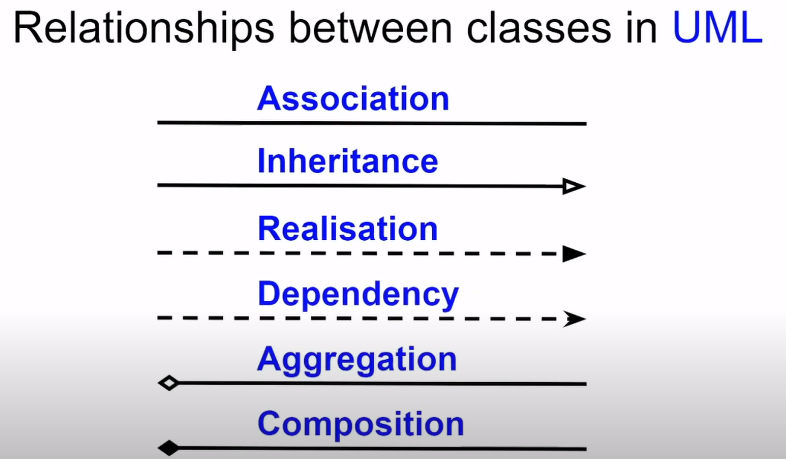 Relationships between classes in UML
Association
Inheritance
Realisation
Dependency
Aggregation
Composition